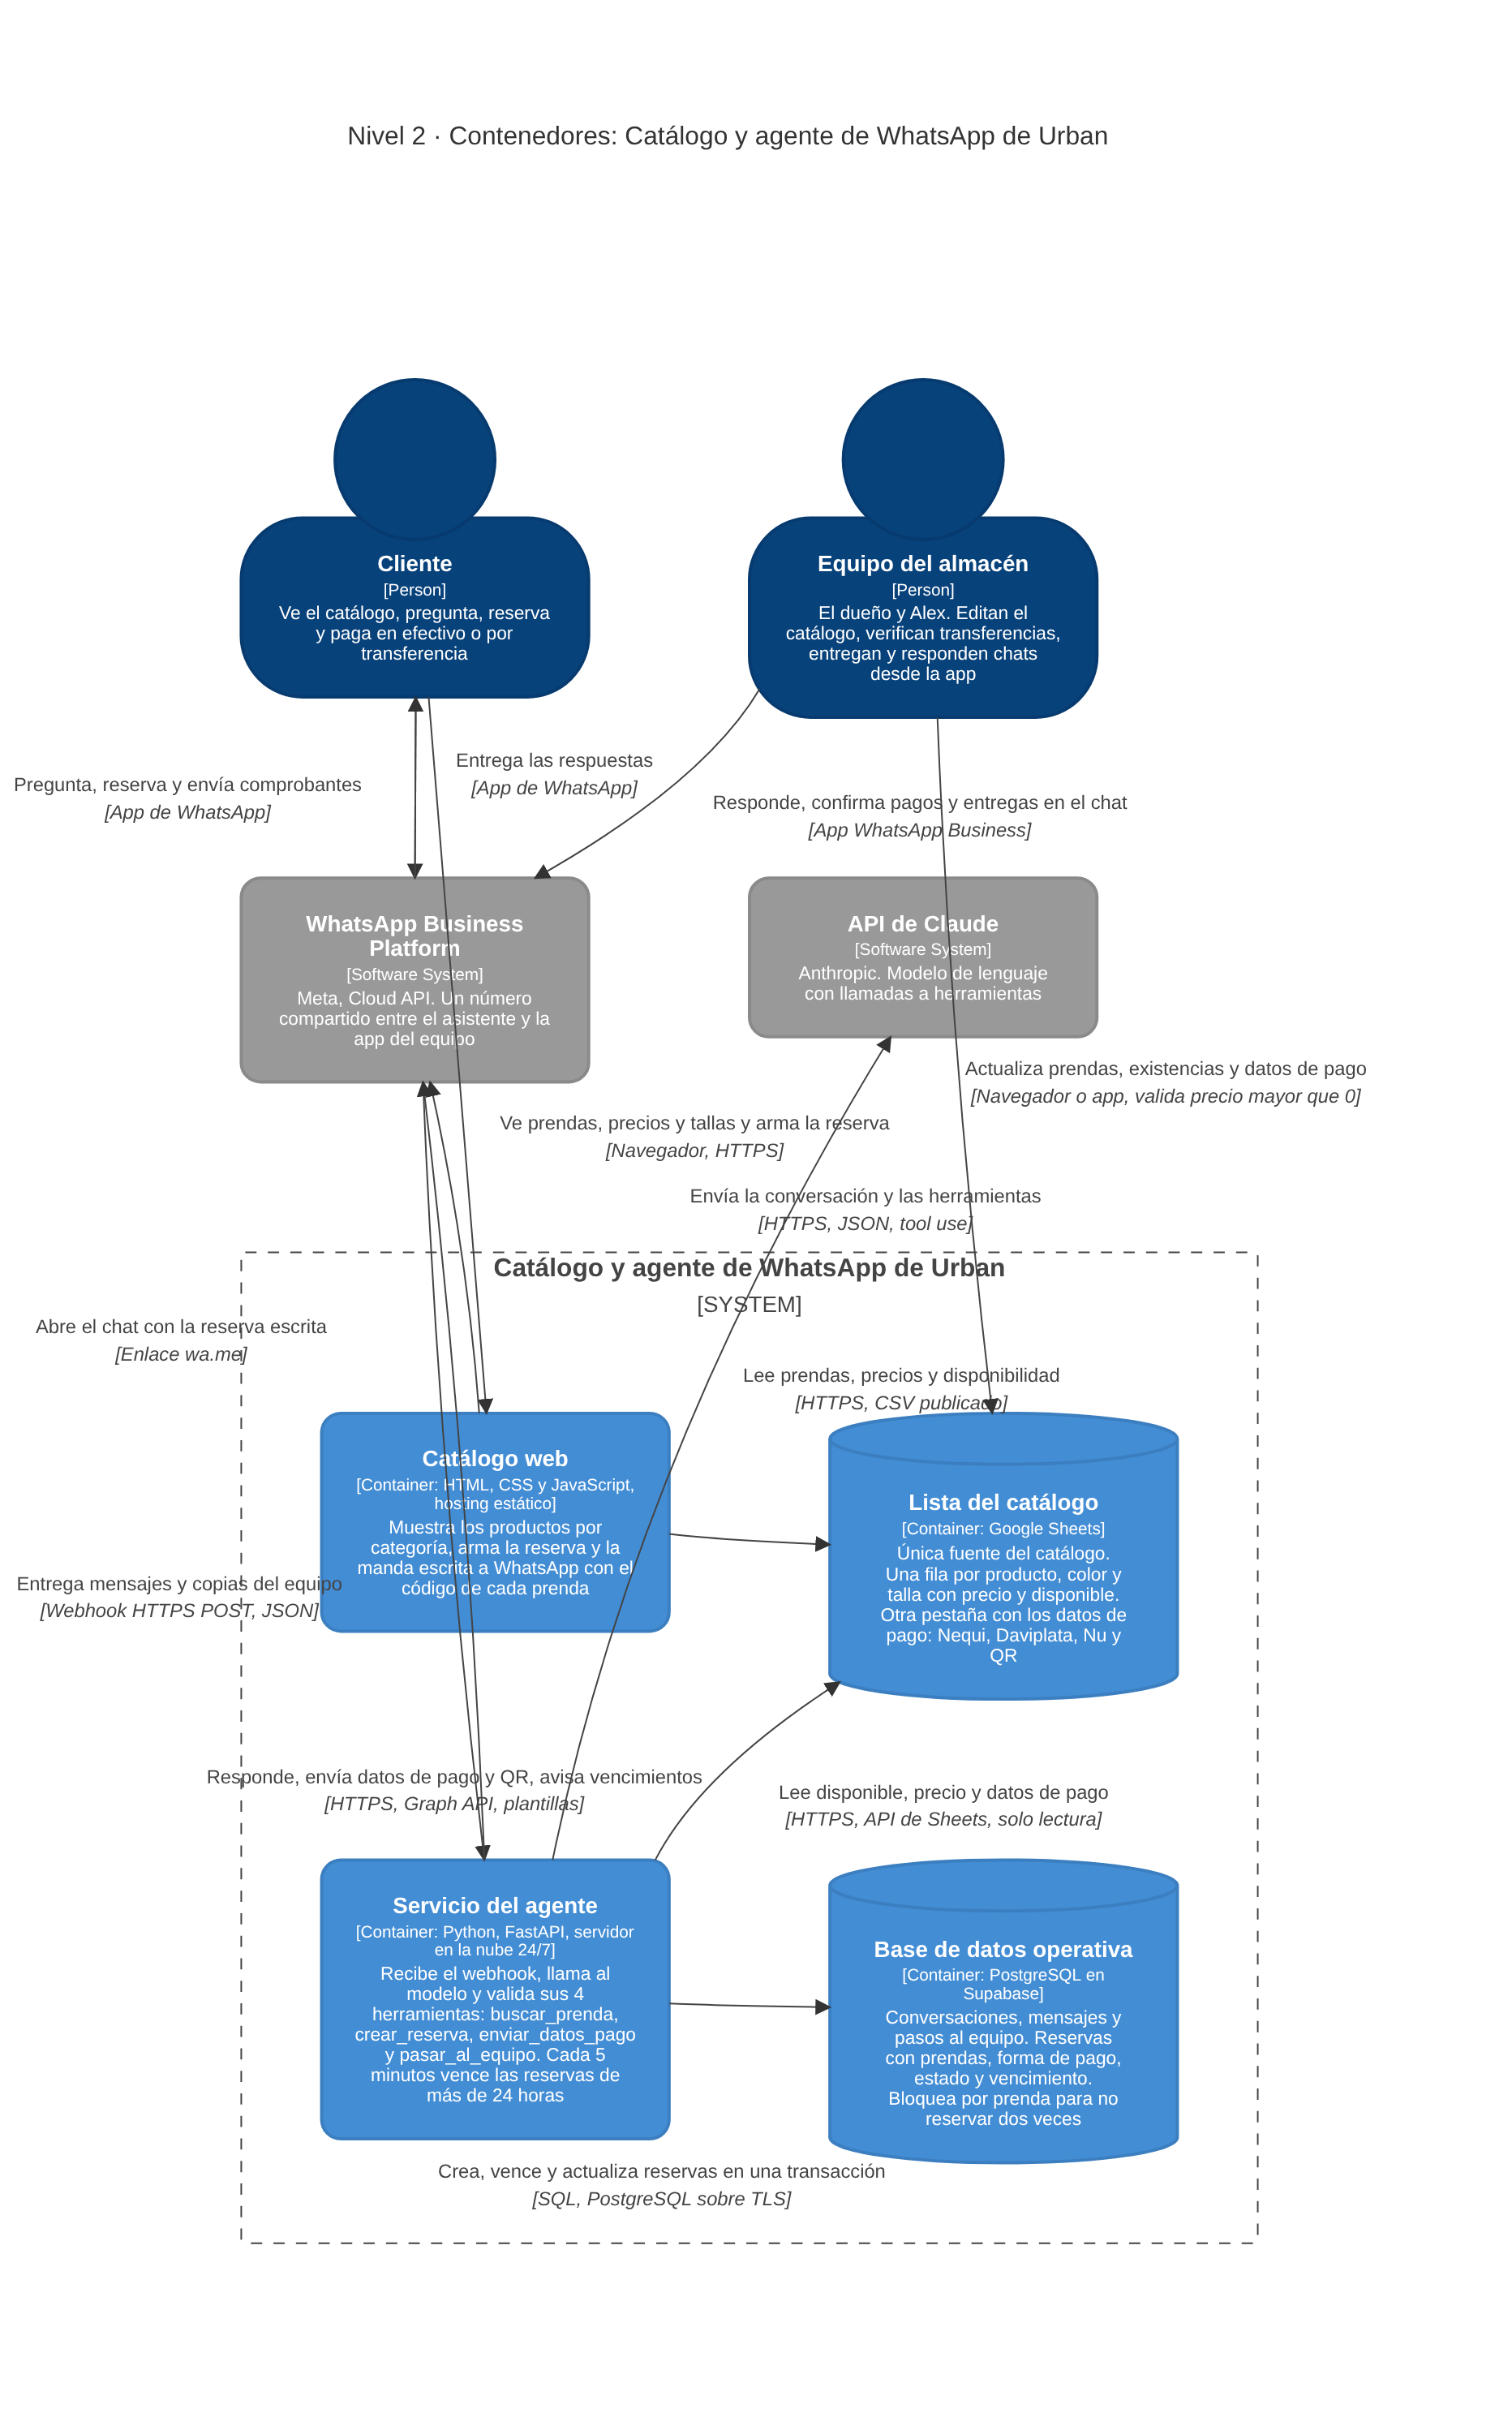 Nivel 2 · Contenedores: Catálogo y agente de WhatsApp de Urban
Cliente
[Person]
Ve el catálogo, pregunta, reserva
y paga en efectivo o por
transferencia
Equipo del almacén
[Person]
El dueño y Alex. Editan el
catálogo, verifican transferencias,
entregan y responden chats
desde la app
Pregunta, reserva y envía comprobantes
[App de WhatsApp]
Entrega las respuestas
[App de WhatsApp]
Responde, confirma pagos y entregas en el chat
[App WhatsApp Business]
WhatsApp Business
Platform
[Software System]
Meta, Cloud API. Un número
compartido entre el asistente y la
app del equipo
API de Claude
[Software System]
Anthropic. Modelo de lenguaje
con llamadas a herramientas
Actualiza prendas, existencias y datos de pago
[Navegador o app, valida precio mayor que 0]
Ve prendas, precios y tallas y arma la reserva
[Navegador, HTTPS]
Envía la conversación y las herramientas
[HTTPS, JSON, tool use]
Catálogo y agente de WhatsApp de Urban
[SYSTEM]
Abre el chat con la reserva escrita
[Enlace wa.me]
Lee prendas, precios y disponibilidad
[HTTPS, CSV publicado]
Catálogo web
[Container: HTML, CSS y JavaScript,
hosting estático]
Muestra los productos por
categoría, arma la reserva y la
manda escrita a WhatsApp con el
código de cada prenda
Lista del catálogo
[Container: Google Sheets]
Única fuente del catálogo.
Una fila por producto, color y
talla con precio y disponible.
Otra pestaña con los datos de
pago: Nequi, Daviplata, Nu y
QR
Entrega mensajes y copias del equipo
[Webhook HTTPS POST, JSON]
Responde, envía datos de pago y QR, avisa vencimientos
[HTTPS, Graph API, plantillas]
Lee disponible, precio y datos de pago
[HTTPS, API de Sheets, solo lectura]
Servicio del agente
[Container: Python, FastAPI, servidor
en la nube 24/7]
Recibe el webhook, llama al
modelo y valida sus 4
herramientas: buscar_prenda,
crear_reserva, enviar_datos_pago
y pasar_al_equipo. Cada 5
minutos vence las reservas de
más de 24 horas
Base de datos operativa
[Container: PostgreSQL en
Supabase]
Conversaciones, mensajes y
pasos al equipo. Reservas
con prendas, forma de pago,
estado y vencimiento.
Bloquea por prenda para no
reservar dos veces
Crea, vence y actualiza reservas en una transacción
[SQL, PostgreSQL sobre TLS]